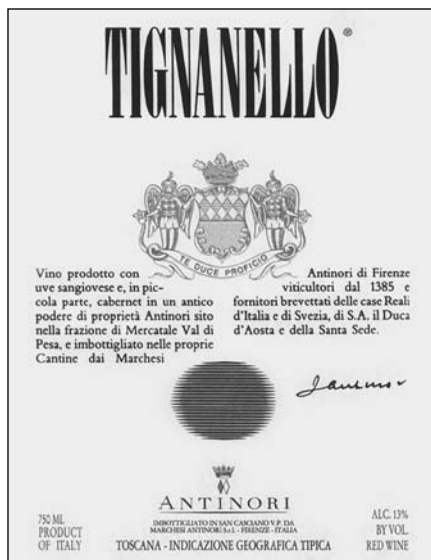 TIGNANELLO®
TE DUCE PROFICIO
Vino prodotto con
uve sangiovese e, in pic-
cola parte, cabernet in un antico
podere di proprietà Antinori sito
nella frazione di Mercatale Val di
Pesa, e imbottigliato nelle proprie
Cantine dai Marchesi
Antinori di Firenze
viticultori dal 1385 e
fornitori brevettati delle case Reali
d'Italia e di Svezia, di S.A. il Duca
d'Aosta e della Santa Sede.
ANTINORI
IMBOTTIGLIATO IN SAN CASCIANO V.P. DA
MARCHESI ANTINORI S.r.l. - FIRENZE - ITALIA
750 ML
PRODUCT
OF ITALY
TOSCANA - INDICAZIONE GEOGRAFICA TIPICA
ALC. 13%
BY VOL.
RED WINE